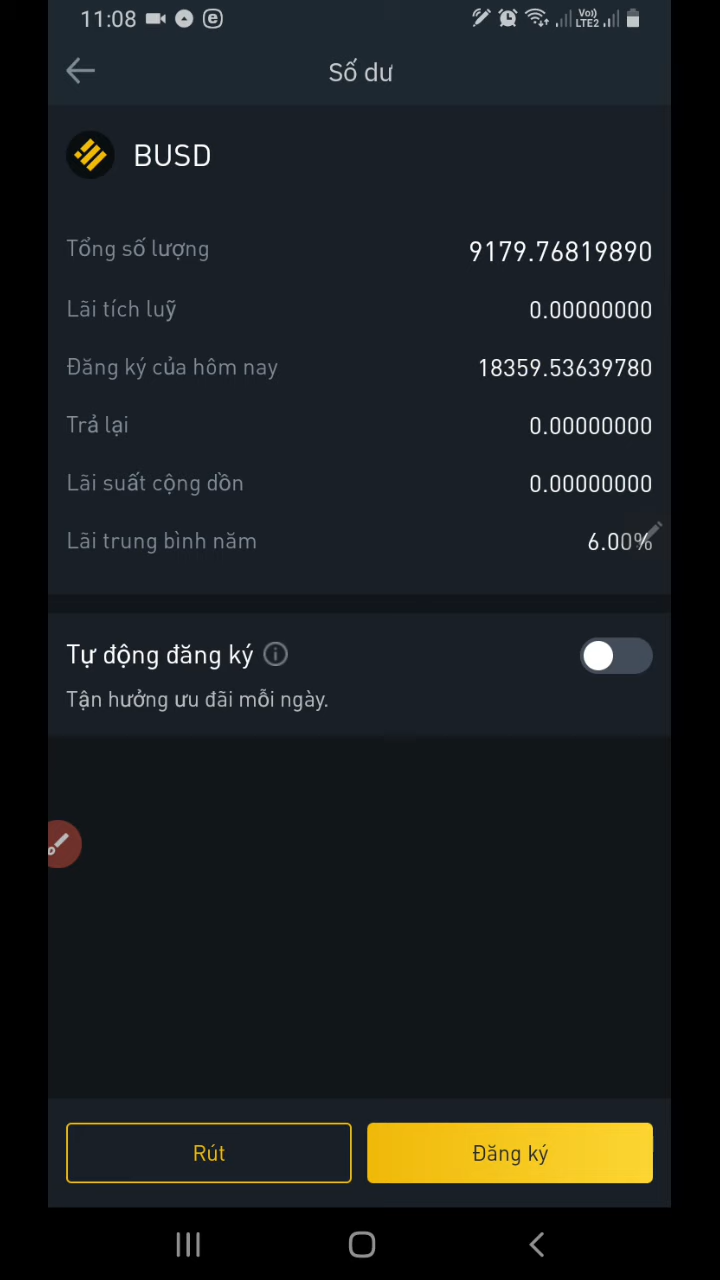 11:08
Vo)) LTE2
Số dư
BUSD
Tổng số lượng 9179.76819890
Lãi tích luỹ 0.00000000
Đăng ký của hôm nay 18359.53639780
Trả lại 0.00000000
Lãi suất cộng dồn 0.00000000
Lãi trung bình năm 6.00%
Tự động đăng ký
Tận hưởng ưu đãi mỗi ngày.
Rút Đăng ký